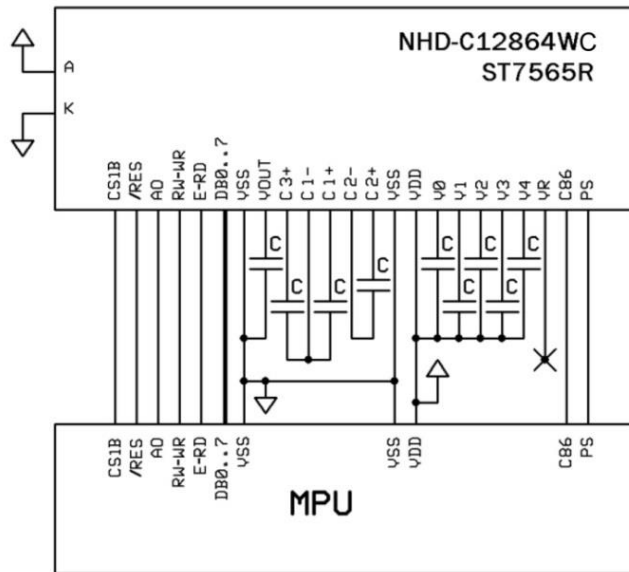 NHD-C12864WC
ST7565R
A
K
CS1B /RES A0 RW-WR E-RD DB0..7 VSS VOUT C3+ C1- C1+ C2- C2+ VSS VDD V0 V1 V2 V3 V4 VR C86 PS
C C C C
C C C C C
CS1B /RES A0 RW-WR E-RD DB0..7 VSS VSS VDD C86 PS
MPU